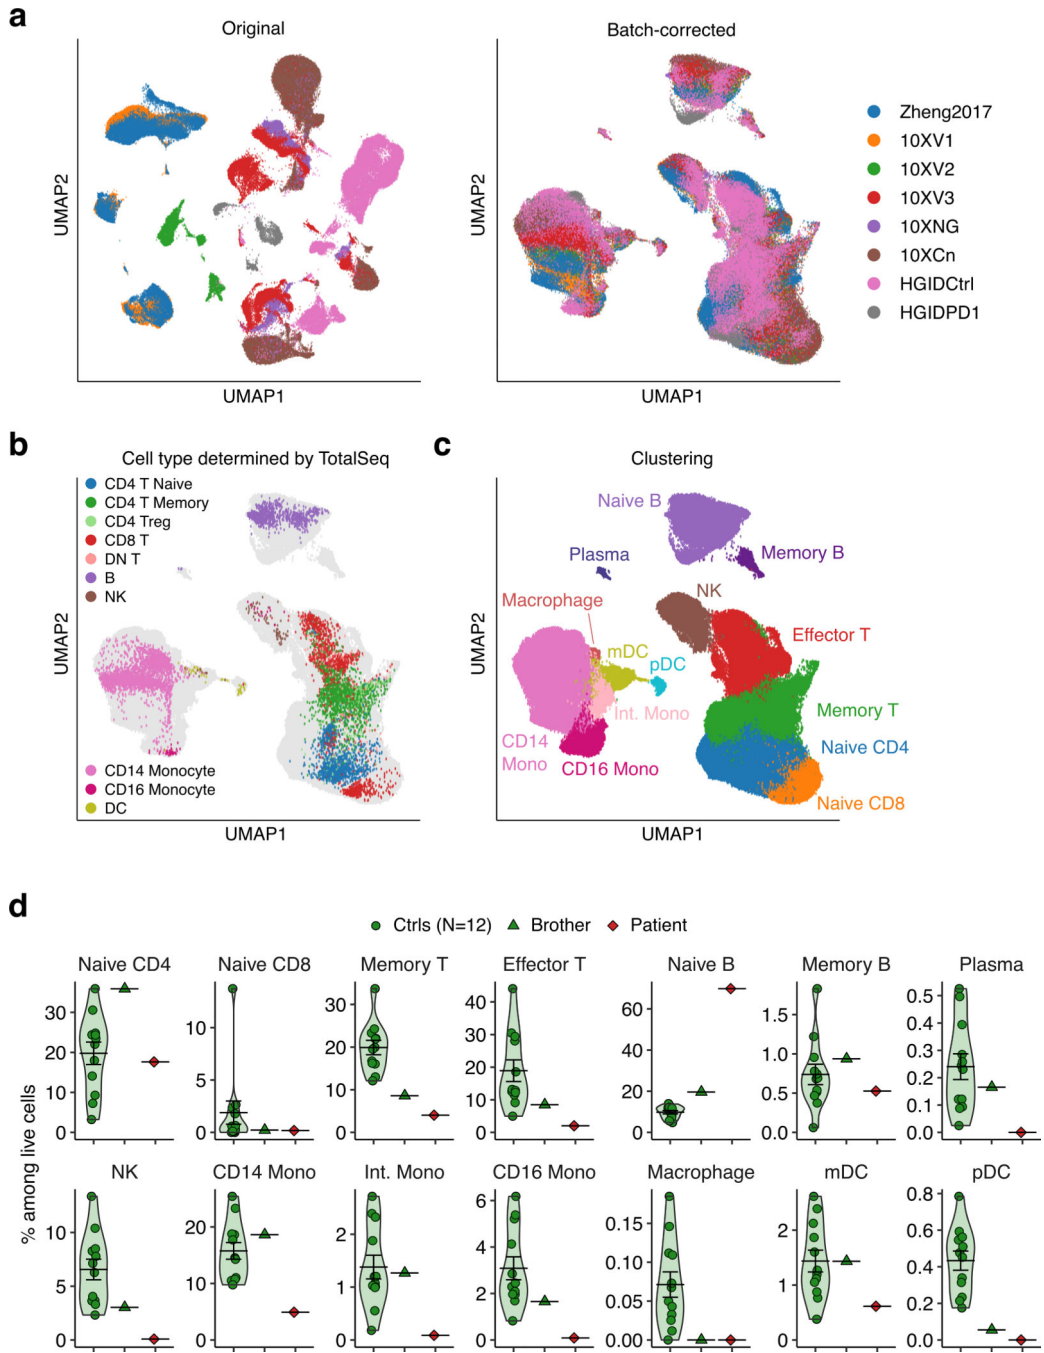 a
Original
Batch-corrected
UMAP2
UMAP1
UMAP2
UMAP1
Zheng2017
10XV1
10XV2
10XV3
10XNG
10XCn
HGIDCtrl
HGIDPD1
b
Cell type determined by TotalSeq
CD4 T Naive
CD4 T Memory
CD4 Treg
CD8 T
DN T
B
NK
CD14 Monocyte
CD16 Monocyte
DC
UMAP2
UMAP1
c
Clustering
Naive B
Plasma
Memory B
NK
Macrophage
Effector T
mDC
pDC
Int. Mono
Memory T
CD14
Mono
CD16 Mono
Naive CD4
Naive CD8
UMAP2
UMAP1
d
Ctrls (N=12) Brother Patient
% among live cells
Naive CD4
30
20
10
0
Naive CD8
10
5
0
Memory T
30
20
10
0
Effector T
40
30
20
10
0
Naive B
60
40
20
0
Memory B
1.5
1.0
0.5
0.0
Plasma
0.5
0.4
0.3
0.2
0.1
0.0
NK
10
5
0
CD14 Mono
20
10
0
Int. Mono
2
1
0
CD16 Mono
6
4
2
0
Macrophage
0.15
0.10
0.05
0.00
mDC
2
1
0
pDC
0.8
0.6
0.4
0.2
0.0